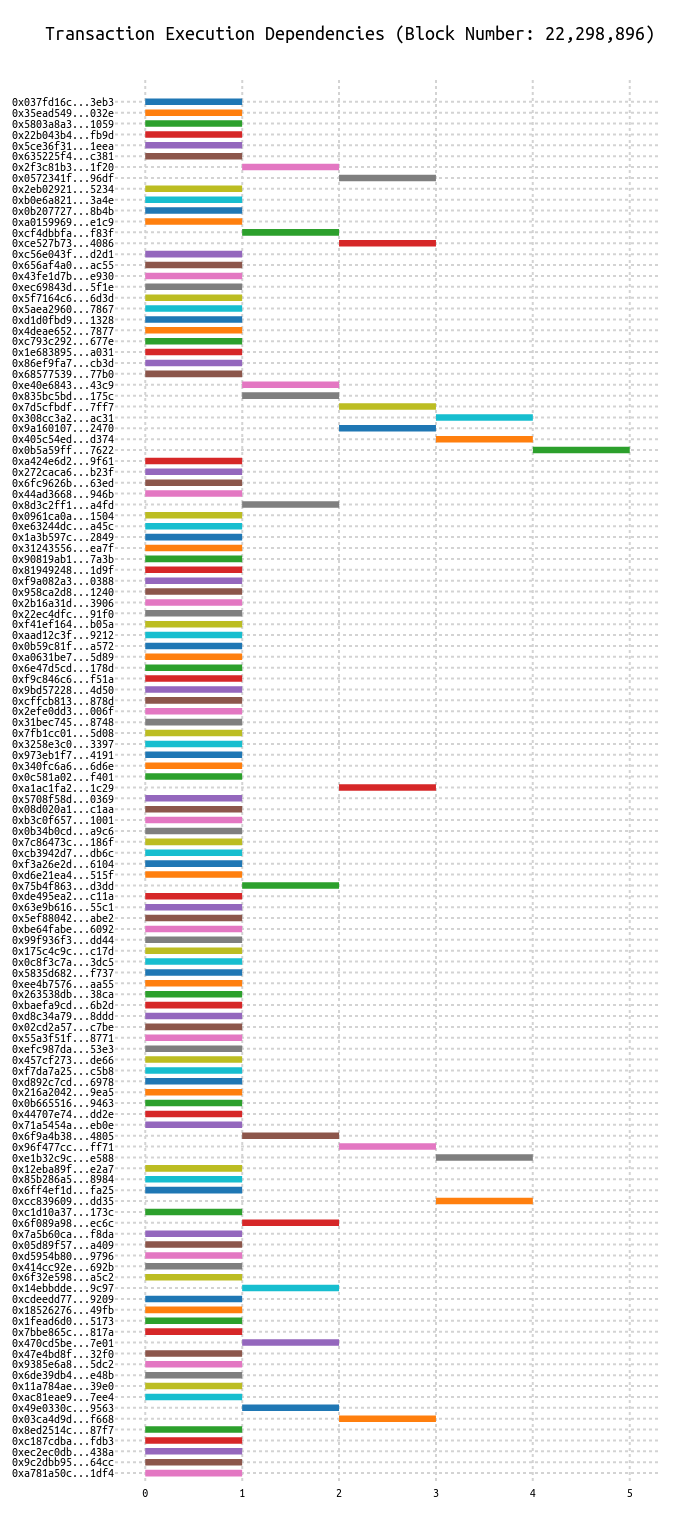 Transaction Execution Dependencies (Block Number: 22,298,896)
0x037fd16c...3eb3
0x35ead549...032e
0x5803a8a3...1059
0x22b043b4...fb9d
0x5ce36f31...1eea
0x635225f4...c381
0x2f3c81b3...1f20
0x0572341f...96df
0x2eb02921...5234
0xb0e6a821...3a4e
0x0b207727...8b4b
0xa0159969...e1c9
0xcf4dbbfa...f83f
0xce527b73...4086
0xc56e043f...d2d1
0x656af4a0...ac55
0x43fe1d7b...e930
0xec69843d...5f1e
0x5f7164c6...6d3d
0x5aea2960...7867
0xd1d0fbd9...1328
0x4deae652...7877
0xc793c292...677e
0x1e683895...a031
0x86ef9fa7...cb3d
0x68577539...77b0
0xe40e6843...43c9
0x835bc5bd...175c
0x7d5cfbdf...7ff7
0x308cc3a2...ac31
0x9a160107...2470
0x405c54ed...d374
0x0b5a59ff...7622
0xa424e6d2...9f61
0x272caca6...b23f
0x6fc9626b...63ed
0x44ad3668...946b
0x8d3c2ff1...a4fd
0x0961ca0a...1504
0xe63244dc...a45c
0x1a3b597c...2849
0x31243556...ea7f
0x90819ab1...7a3b
0x81949248...1d9f
0xf9a082a3...0388
0x958ca2d8...1240
0x2b16a31d...3906
0x22ec4dfc...91f0
0xf41ef164...b05a
0xaad12c3f...9212
0x0b59c81f...a572
0xa0631be7...5d89
0x6e47d5cd...178d
0xf9c846c6...f51a
0x9bd57228...4d50
0xcffcb813...878d
0x2efe0dd3...006f
0x31bec745...8748
0x7fb1cc01...5d08
0x3258e3c0...3397
0x973eb1f7...4191
0x340fc6a6...6d6e
0x0c581a02...f401
0xa1ac1fa2...1c29
0x5708f58d...0369
0x08d020a1...c1aa
0xb3c0f657...1001
0x0b34b0cd...a9c6
0x7c86473c...186f
0xcb3942d7...db6c
0xf3a26e2d...6104
0xd6e21ea4...515f
0x75b4f863...d3dd
0xde495ea2...c11a
0x63e9b616...55c1
0x5ef88042...abe2
0xbe64fabe...6092
0x99f936f3...dd44
0x175c4c9c...c17d
0x0c8f3c7a...3dc5
0x5835d682...f737
0xee4b7576...aa55
0x263538db...38ca
0xbaefa9cd...6b2d
0xd8c34a79...8ddd
0x02cd2a57...c7be
0x55a3f51f...8771
0xefc987da...53e3
0x457cf273...de66
0xf7da7a25...c5b8
0xd892c7cd...6978
0x216a2042...9ea5
0x0b665516...9463
0x44707e74...dd2e
0x71a5454a...eb0e
0x6f9a4b38...4805
0x96f477cc...ff71
0xe1b32c9c...e588
0x12eba89f...e2a7
0x85b286a5...8984
0x6ff4ef1d...fa25
0xcc839609...dd35
0xc1d10a37...173c
0x6f089a98...ec6c
0x7a5b60ca...f8da
0x05d89f57...a409
0xd5954b80...9796
0x414cc92e...692b
0x6f32e598...a5c2
0x14ebbdde...9c97
0xcdeedd77...9209
0x18526276...49fb
0x1fead6d0...5173
0x7bbe865c...817a
0x470cd5be...7e01
0x47e4bd8f...32f0
0x9385e6a8...5dc2
0x6de39db4...e48b
0x11a784ae...39e0
0xac81eae9...7ee4
0x49e0330c...9563
0x03ca4d9d...f668
0x8ed2514c...87f7
0xc187cdba...fdb3
0xec2ec0db...438a
0x9c2dbb95...64cc
0xa781a50c...1df4
0 1 2 3 4 5